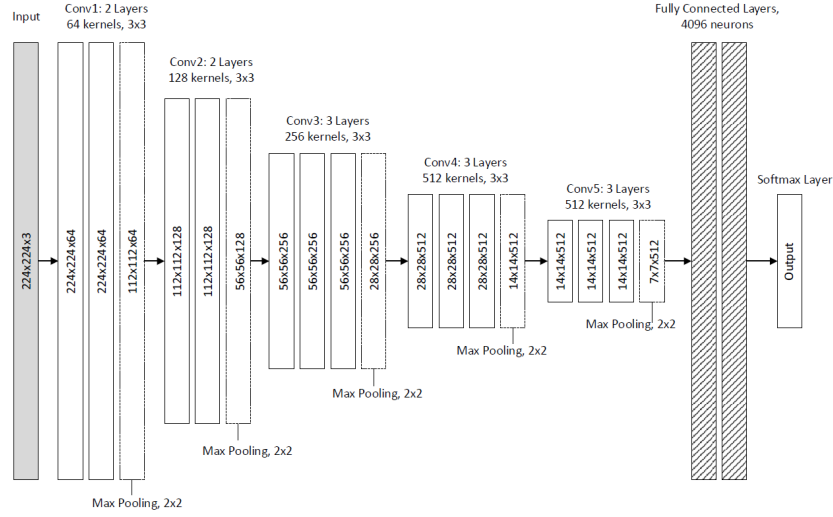 Input
Conv1: 2 Layers
64 kernels, 3x3
Conv2: 2 Layers
128 kernels, 3x3
Conv3: 3 Layers
256 kernels, 3x3
Conv4: 3 Layers
512 kernels, 3x3
Conv5: 3 Layers
512 kernels, 3x3
Fully Connected Layers,
4096 neurons
Softmax Layer
224x224x3
224x224x64
224x224x64
112x112x64
112x112x128
112x112x128
56x56x128
56x56x256
56x56x256
56x56x256
28x28x256
28x28x512
28x28x512
28x28x512
14x14x512
14x14x512
14x14x512
14x14x512
7x7x512
Output
Max Pooling, 2x2
Max Pooling, 2x2
Max Pooling, 2x2
Max Pooling, 2x2
Max Pooling, 2x2